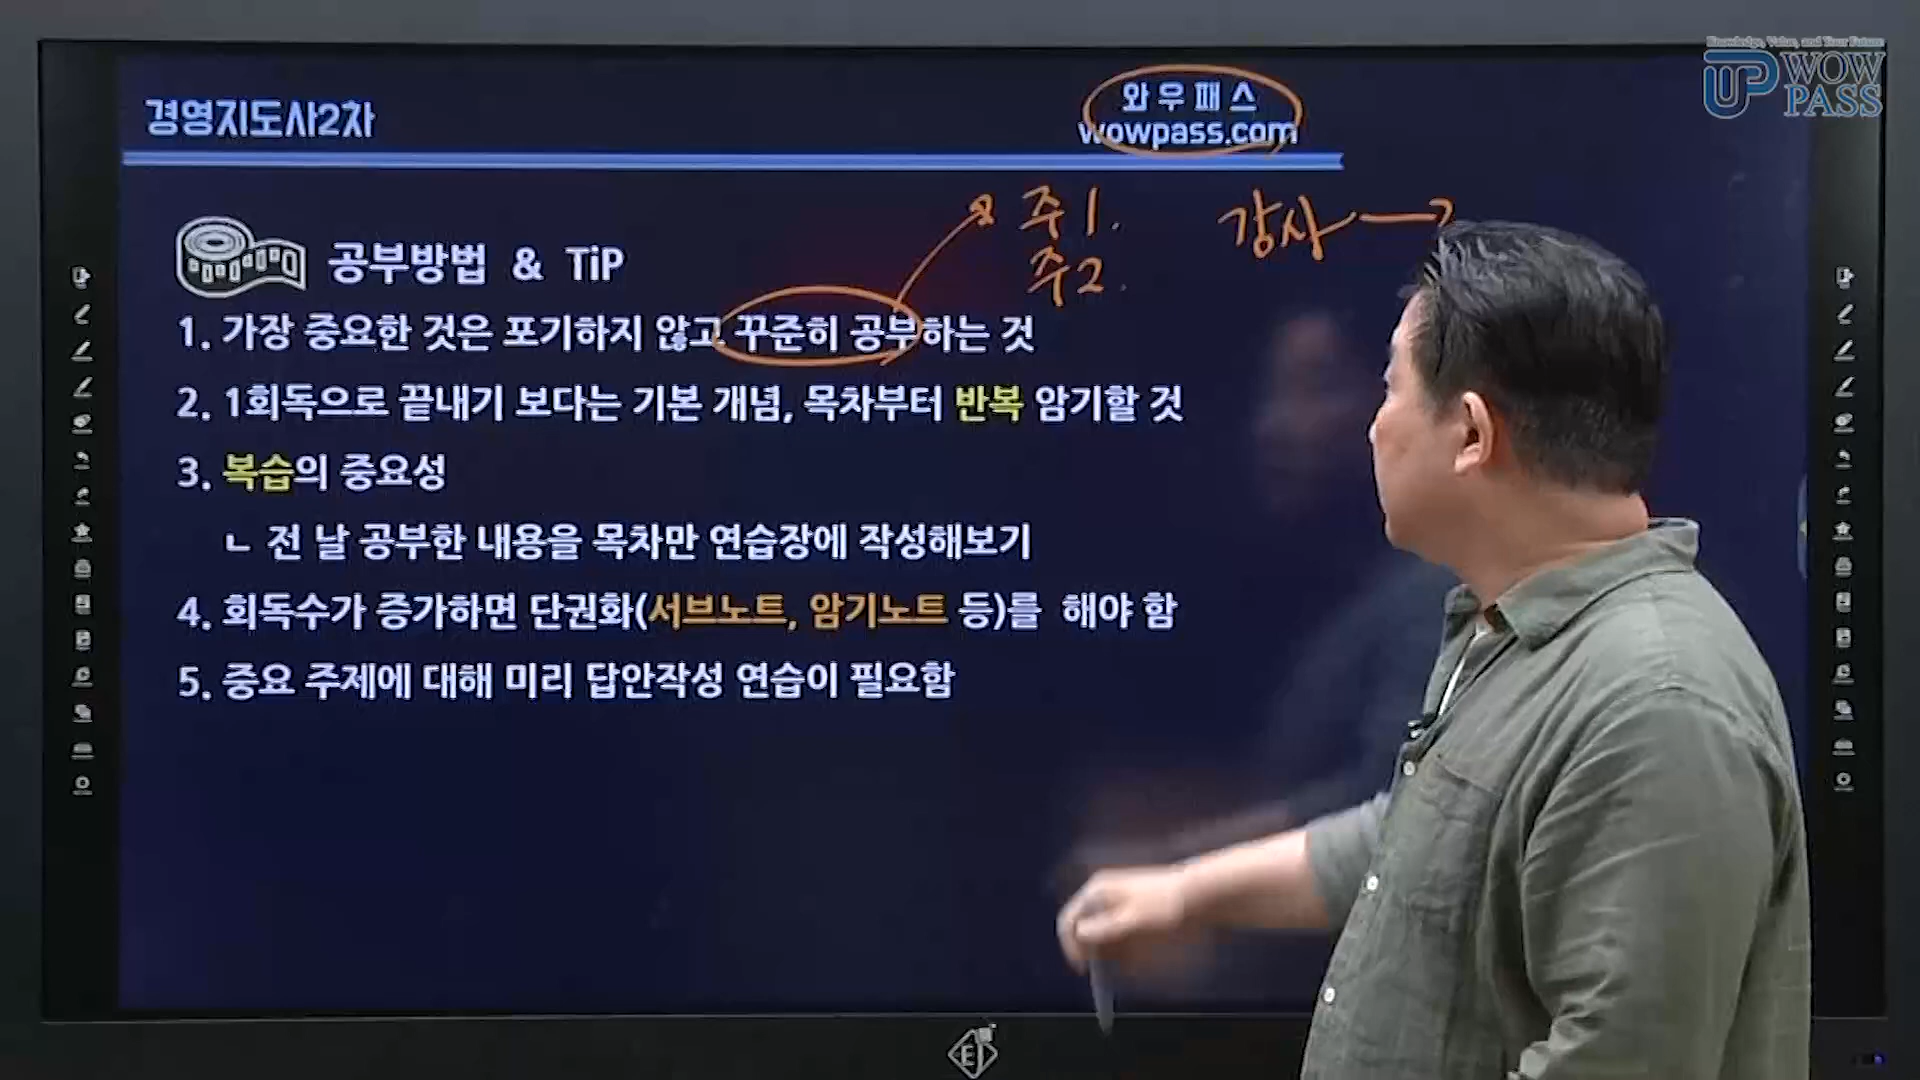 Knowledge, Value, and Your Future
WOW
PASS
경영지도사2차
와우패스
wowpass.com
주1.
주2.
강사
공부방법 & TiP
1. 가장 중요한 것은 포기하지 않고 꾸준히 공부하는 것
2. 1회독으로 끝내기 보다는 기본 개념, 목차부터 반복 암기할 것
3. 복습의 중요성
ㄴ 전 날 공부한 내용을 목차만 연습장에 작성해보기
4. 회독수가 증가하면 단권화(서브노트, 암기노트 등)를 해야 함
5. 중요 주제에 대해 미리 답안작성 연습이 필요함